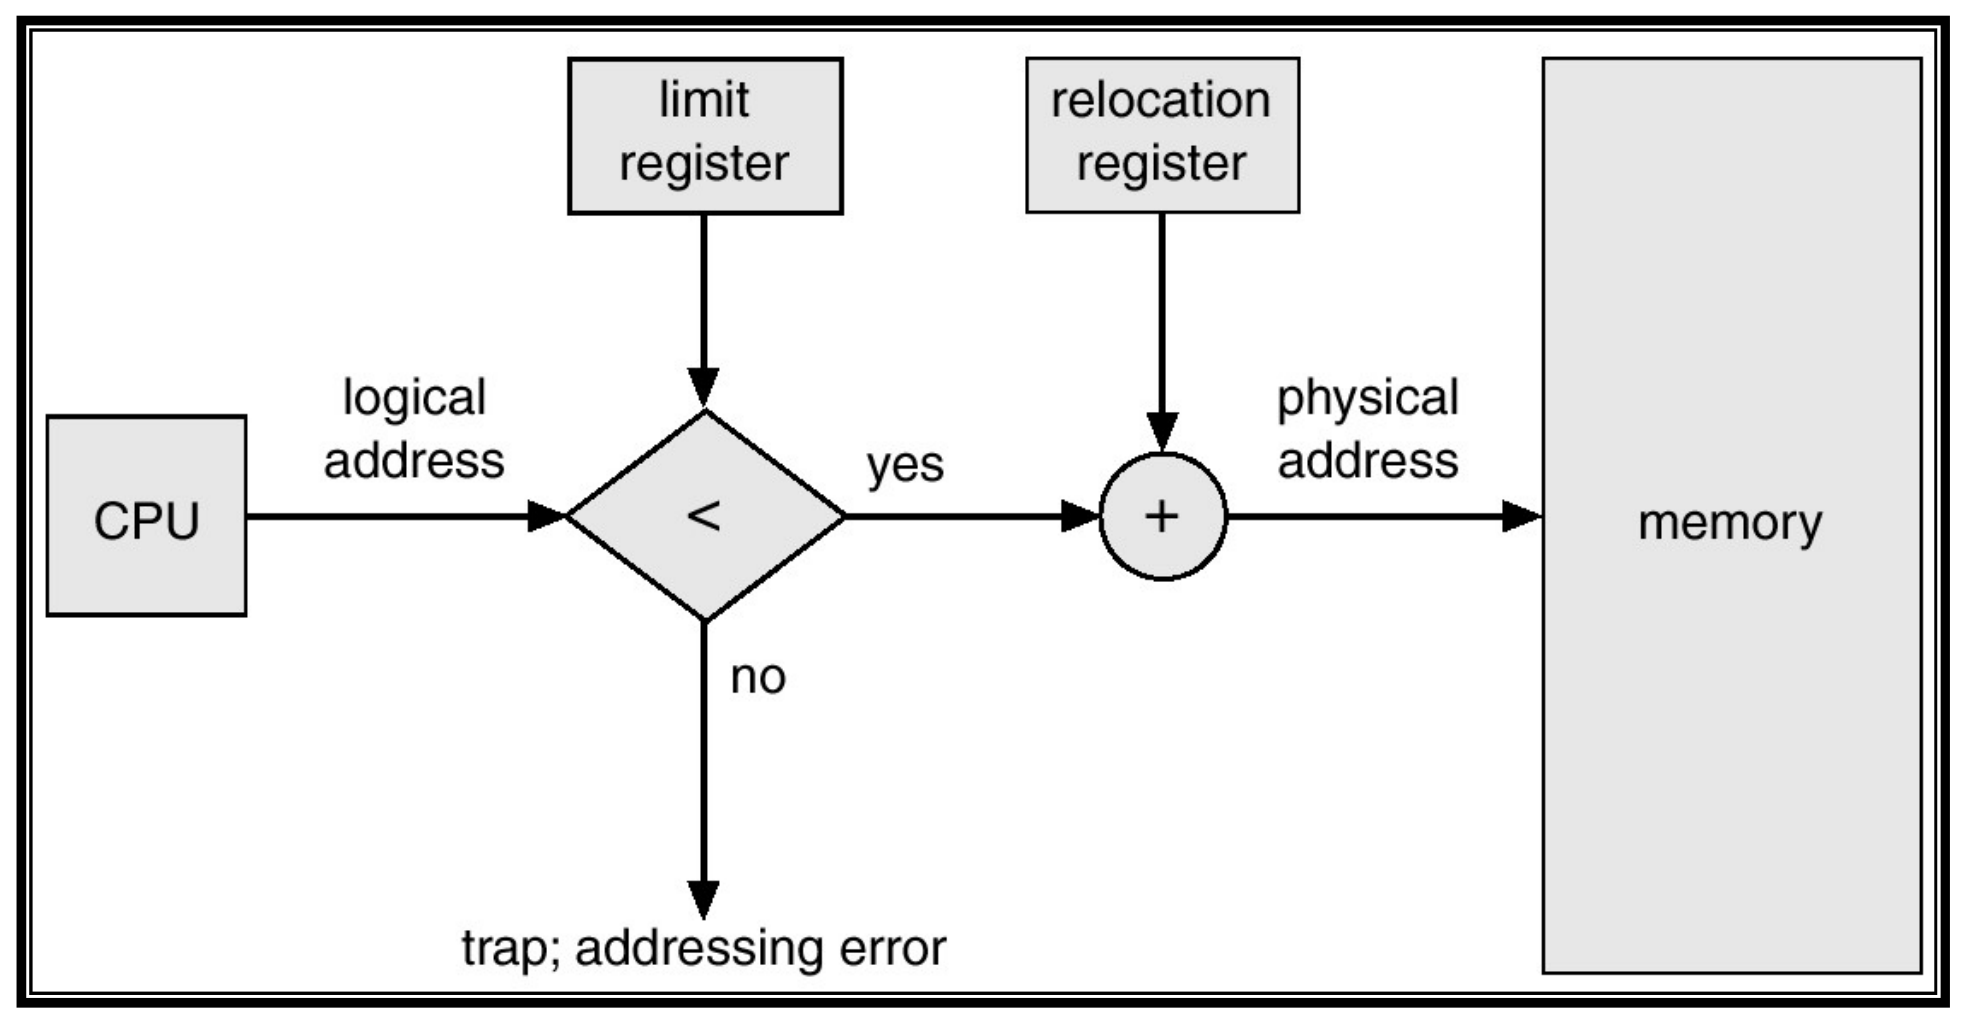 limit
register
relocation
register
logical
address
physical
address
CPU
<
yes
+
memory
no
trap; addressing error